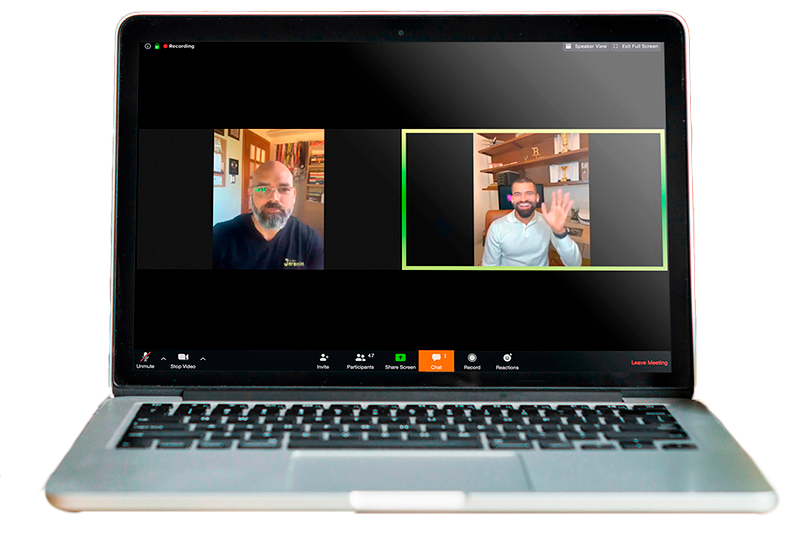 Recording
Speaker View
Exit Full Screen
B
Unmute
Stop Video
Invite
Participants
47
Share Screen
Chat
1
Record
Reactions
Leave Meeting